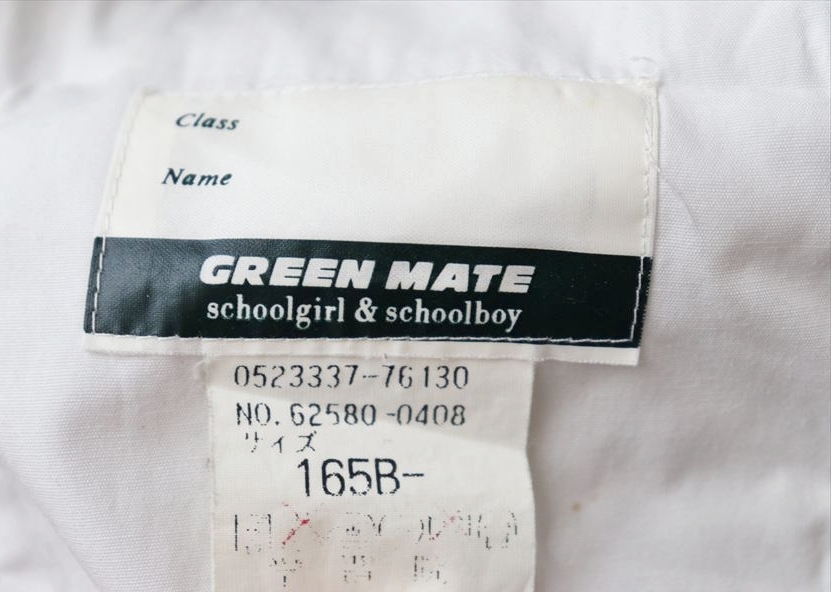 Class
Name
GREEN MATE
schoolgirl & schoolboy
0523337-76130
NO. 62580-0408
サイズ
165B-